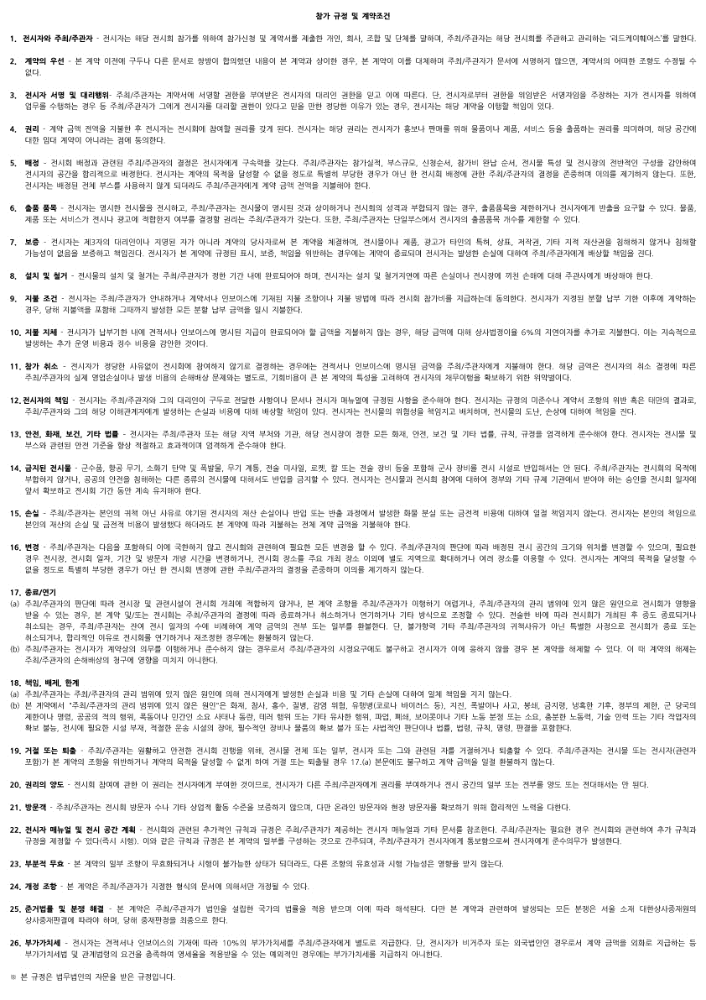 참가 규정 및 계약조건
1. 전시자와 주최/주관자 - 전시자는 해당 전시회 참가를 위하여 참가신청 및 계약서를 제출한 개인, 회사, 조합 및 단체를 말하며, 주최/주관자는 해당 전시회를 주관하고 관리하는 '리드케이훼어스'를 말한다.
2. 계약의 우선 - 본 계약 이전에 구두나 다른 문서로 쌍방이 합의했던 내용이 본 계약과 상이한 경우, 본 계약이 이를 대체하며 주최/주관자가 문서에 서명하지 않으면, 계약서의 어떠한 조항도 수정될 수
없다.
3. 전시자 서명 및 대리행위- 주최/주관자는 계약서에 서명할 권한을 부여받은 전시자의 대리인 권한을 믿고 이에 따른다. 단, 전시자로부터 권한을 위임받은 서명자임을 주장하는 자가 전시자를 위하여
업무를 수행하는 경우 등 주최/주관자가 그에게 전시자를 대리할 권한이 있다고 믿을 만한 정당한 이유가 있는 경우, 전시자는 해당 계약을 이행할 책임이 있다.
4. 권리 - 계약 금액 전액을 지불한 후 전시자는 전시회에 참여할 권리를 갖게 된다. 전시자는 해당 권리는 전시자가 홍보나 판매를 위해 물품이나 제품, 서비스 등을 출품하는 권리를 의미하며, 해당 공간에
대한 임대 계약이 아니라는 점에 동의한다.
5. 배정 - 전시회 배정과 관련된 주최/주관자의 결정은 전시자에게 구속력을 갖는다. 주최/주관자는 참가실적, 부스규모, 신청순서, 참가비 완납 순서, 전시물 특성 및 전시장의 전반적인 구성을 감안하여
전시자의 공간을 합리적으로 배정한다. 전시자는 계약의 목적을 달성할 수 없을 정도로 특별히 부당한 경우가 아닌 한 전시회 배정에 관한 주최/주관자의 결정을 존중하며 이의를 제기하지 않는다. 또한,
전시자는 배정된 전체 부스를 사용하지 않게 되더라도 주최/주관자에게 계약 금액 전액을 지불해야 한다.
6. 출품 품목 - 전시자는 명시한 전시물을 전시하고, 주최/주관자는 전시물이 명시된 것과 상이하거나 전시회의 성격과 부합되지 않는 경우, 출품품목을 제한하거나 전시자에게 반출을 요구할 수 있다. 물품,
제품 또는 서비스가 전시나 광고에 적합한지 여부를 결정할 권리는 주최/주관자가 갖는다. 또한, 주최/주관자는 단일부스에서 전시자의 출품품목 개수를 제한할 수 있다.
7. 보증 - 전시자는 제3자의 대리인이나 지명된 자가 아니라 계약의 당사자로써 본 계약을 체결하며, 전시물이나 제품, 광고가 타인의 특허, 상표, 저작권, 기타 지적 재산권을 침해하지 않거나 침해할
가능성이 없음을 보증하고 책임진다. 전시자가 본 계약에 규정된 표시, 보증, 책임을 위반하는 경우에는 계약이 종료되며 전시자는 발생한 손실에 대하여 주최/주관자에게 배상할 책임을 진다.
8. 설치 및 철거 - 전시물의 설치 및 철거는 주최/주관자가 정한 기간 내에 완료되어야 하며, 전시자는 설치 및 철거지연에 따른 손실이나 전시장에 끼친 손해에 대해 주관사에게 배상해야 한다.
9. 지불 조건 - 전시자는 주최/주관자가 안내하거나 계약서나 인보이스에 기재된 지불 조항이나 지불 방법에 따라 전시회 참가비를 지급하는데 동의한다. 전시자가 지정된 분할 납부 기한 이후에 계약하는
경우, 당해 지불액을 포함해 그때까지 발생한 모든 분할 납부 금액을 일시 지불한다.
10. 지불 지체 - 전시자가 납부기한 내에 견적서나 인보이스에 명시된 지급이 완료되어야 할 금액을 지불하지 않는 경우, 해당 금액에 대해 상사법정이율 6%의 지연이자를 추가로 지불한다. 이는 지속적으로
발생하는 추가 운영 비용과 징수 비용을 감안한 것이다.
11. 참가 취소 - 전시자가 정당한 사유없이 전시회에 참여하지 않기로 결정하는 경우에는 견적서나 인보이스에 명시된 금액을 주최/주관자에게 지불해야 한다. 해당 금액은 전시자의 취소 결정에 따른
주최/주관자의 실제 영업손실이나 발생 비용의 손해배상 문제와는 별도로, 기회비용이 큰 본 계약의 특성을 고려하여 전시자의 채무이행을 확보하기 위한 위약벌이다.
12. 전시자의 책임 - 전시자는 주최/주관자와 그의 대리인이 구두로 전달한 사항이나 문서나 전시자 매뉴얼에 규정된 사항을 준수해야 한다. 전시자는 규정의 미준수나 계약서 조항의 위반 혹은 태만의 결과로,
주최/주관자와 그의 해당 이해관계자에게 발생하는 손실과 비용에 대해 배상할 책임이 있다. 전시자는 전시물의 위험성을 책임지고 배치하며, 전시물의 도난, 손상에 대하여 책임을 진다.
13. 안전, 화재, 보건, 기타 법률 - 전시자는 주최/주관자 또는 해당 지역 부처와 기관, 해당 전시장이 정한 모든 화재, 안전, 보건 및 기타 법률, 규칙, 규정을 엄격하게 준수해야 한다. 전시자는 전시물 및
부스와 관련된 안전 기준을 항상 적절하고 효과적이며 엄격하게 준수해야 한다.
14. 금지된 전시물 - 군수품, 항공 무기, 소화기 탄약 및 폭발물, 무기 계통, 전술 미사일, 로켓, 칼 또는 전술 장비 등을 포함해 군사 장비를 전시 시설로 반입해서는 안 된다. 주최/주관자는 전시회의 목적에
부합하지 않거나, 공공의 안전을 침해하는 다른 종류의 전시물에 대해서도 반입을 금지할 수 있다. 전시자는 전시물과 전시회 참여에 대하여 정부와 기타 규제 기관에서 받아야 하는 승인을 전시회 일자에
앞서 확보하고 전시회 기간 동안 계속 유지해야 한다.
15. 손실 - 주최/주관자는 본인의 귀책 아닌 사유로 야기된 전시자의 재산 손실이나 반입 또는 반출 과정에서 발생한 화물 분실 또는 금전적 비용에 대하여 일절 책임지지 않는다. 전시자는 본인의 책임으로
본인의 재산의 손실 및 금전적 비용이 발생했다 하더라도 본 계약에 따라 지불하는 전체 계약 금액을 지불해야 한다.
16. 변경 - 주최/주관자는 다음을 포함하되 이에 국한하지 않고 전시회와 관련하여 필요한 모든 변경을 할 수 있다. 주최/주관자의 판단에 따라 배정된 전시 공간의 크기와 위치를 변경할 수 있으며, 필요한
경우 전시장, 전시회 일자, 기간 및 방문자 개방 시간을 변경하거나, 전시회 장소를 주요 개최 장소 이외에 별도 지역으로 확대하거나 여러 장소를 이용할 수 있다. 전시자는 계약의 목적을 달성할 수
없을 정도로 특별히 부당한 경우가 아닌 한 전시회 변경에 관한 주최/주관자의 결정을 존중하며 이의를 제기하지 않는다.
17. 종료/연기
(a) 주최/주관자의 판단에 따라 전시장 및 관련시설이 전시회 개최에 적합하지 않거나, 본 계약 조항을 주최/주관자가 이행하기 어렵거나, 주최/주관자의 관리 범위에 있지 않은 원인으로 전시회가 영향을
받을 수 있는 경우, 본 계약 및/또는 전시회는 주최/주관자의 결정에 따라 종료하거나 취소하거나 연기하거나 기타 방식으로 조정할 수 있다. 전술한 바에 따라 전시회가 개최된 후 중도 종료되거나
취소되는 경우, 주최/주관자는 잔여 전시 일자의 수에 비례하여 계약 금액의 전부 또는 일부를 환불한다. 단, 불가항력 기타 주최/주관자의 귀책사유가 아닌 특별한 사정으로 전시회가 종료 또는
취소되거나, 합리적인 이유로 전시회를 연기하거나 재조정한 경우에는 환불하지 않는다.
(b) 주최/주관자는 전시자가 계약상의 의무를 이행하거나 준수하지 않는 경우로서 주최/주관자의 시정요구에도 불구하고 전시자가 이에 응하지 않을 경우 본 계약을 해제할 수 있다. 이 때 계약의 해제는
주최/주관자의 손해배상의 청구에 영향을 미치지 아니한다.
18. 책임, 배제, 한계
(a) 주최/주관자는 주최/주관자의 관리 범위에 있지 않은 원인에 의해 전시자에게 발생한 손실과 비용 및 기타 손실에 대하여 일체 책임을 지지 않는다.
(b) 본 계약에서 "주최/주관자의 관리 범위에 있지 않은 원인"은 화재, 참사, 홍수, 질병, 감염 위험, 유행병(코로나 바이러스 등), 지진, 폭발이나 사고, 봉쇄, 금지령, 냉혹한 기후, 정부의 제한, 군 당국의
제한이나 명령, 공공의 적의 행위, 폭동이나 민간인 소요 사태나 동란, 테러 행위 또는 기타 유사한 행위, 파업, 폐쇄, 보이콧이나 기타 노동 분쟁 또는 소요, 충분한 노동력, 기술 인력 또는 기타 작업자의
확보 불능, 전시에 필요한 시설 부재, 적절한 운송 시설의 장애, 필수적인 장비나 물품의 확보 불가 또는 사법적인 판단이나 법률, 법령, 규칙, 명령, 판결을 포함한다.
19. 거절 또는 퇴출 - 주최/주관자는 원활하고 안전한 전시회 진행을 위해, 전시물 전체 또는 일부, 전시자 또는 그와 관련된 자를 거절하거나 퇴출할 수 있다. 주최/주관자는 전시물 또는 전시자(관련자
포함)가 본 계약의 조항을 위반하거나 계약의 목적을 달성할 수 없게 하여 거절 또는 퇴출될 경우 17.(a) 본문에도 불구하고 계약 금액을 일절 환불하지 않는다.
20. 권리의 양도 - 전시회 참여에 관한 이 권리는 전시자에게 부여한 것이므로, 전시자가 다른 주최/주관자에게 권리를 부여하거나 전시 공간의 일부 또는 전부를 양도 또는 전대해서는 안 된다.
21. 방문객 - 주최/주관자는 전시회 방문자 수나 기타 상업적 활동 수준을 보증하지 않으며, 다만 온라인 방문자와 현장 방문자를 확보하기 위해 합리적인 노력을 다한다.
22. 전시자 매뉴얼 및 전시 공간 계획 - 전시회와 관련된 추가적인 규칙과 규정은 주최/주관자가 제공하는 전시자 매뉴얼과 기타 문서를 참조한다. 주최/주관자는 필요한 경우 전시회와 관련하여 추가 규칙과
규정을 제정할 수 있다(즉시 시행). 이와 같은 규칙과 규정은 본 계약의 일부를 구성하는 것으로 간주되며, 주최/주관자가 전시자에게 통보함으로써 전시자에게 준수의무가 발생한다.
23. 부분적 무효 - 본 계약의 일부 조항이 무효화되거나 시행이 불가능한 상태가 되더라도, 다른 조항의 유효성과 시행 가능성은 영향을 받지 않는다.
24. 개정 조항 - 본 계약은 주최/주관자가 지정한 형식의 문서에 의해서만 개정될 수 있다.
25. 준거법률 및 분쟁 해결 - 본 계약은 주최/주관자가 법인을 설립한 국가의 법률을 적용 받으며 이에 따라 해석된다. 다만 본 계약과 관련하여 발생되는 모든 분쟁은 서울 소재 대한상사중재원의
상사중재판결에 따라야 하며, 당해 중재판정을 최종으로 한다.
26. 부가가치세 - 전시자는 견적서나 인보이스의 기재에 따라 10%의 부가가치세를 주최/주관자에게 별도로 지급한다. 단, 전시자가 비거주자 또는 외국법인인 경우로서 계약 금액을 외화로 지급하는 등
부가가치세법 및 관계법령의 요건을 충족하여 영세율을 적용받을 수 있는 예외적인 경우에는 부가가치세를 지급하지 아니한다.
※ 본 규정은 법무법인의 자문을 받은 규정입니다.